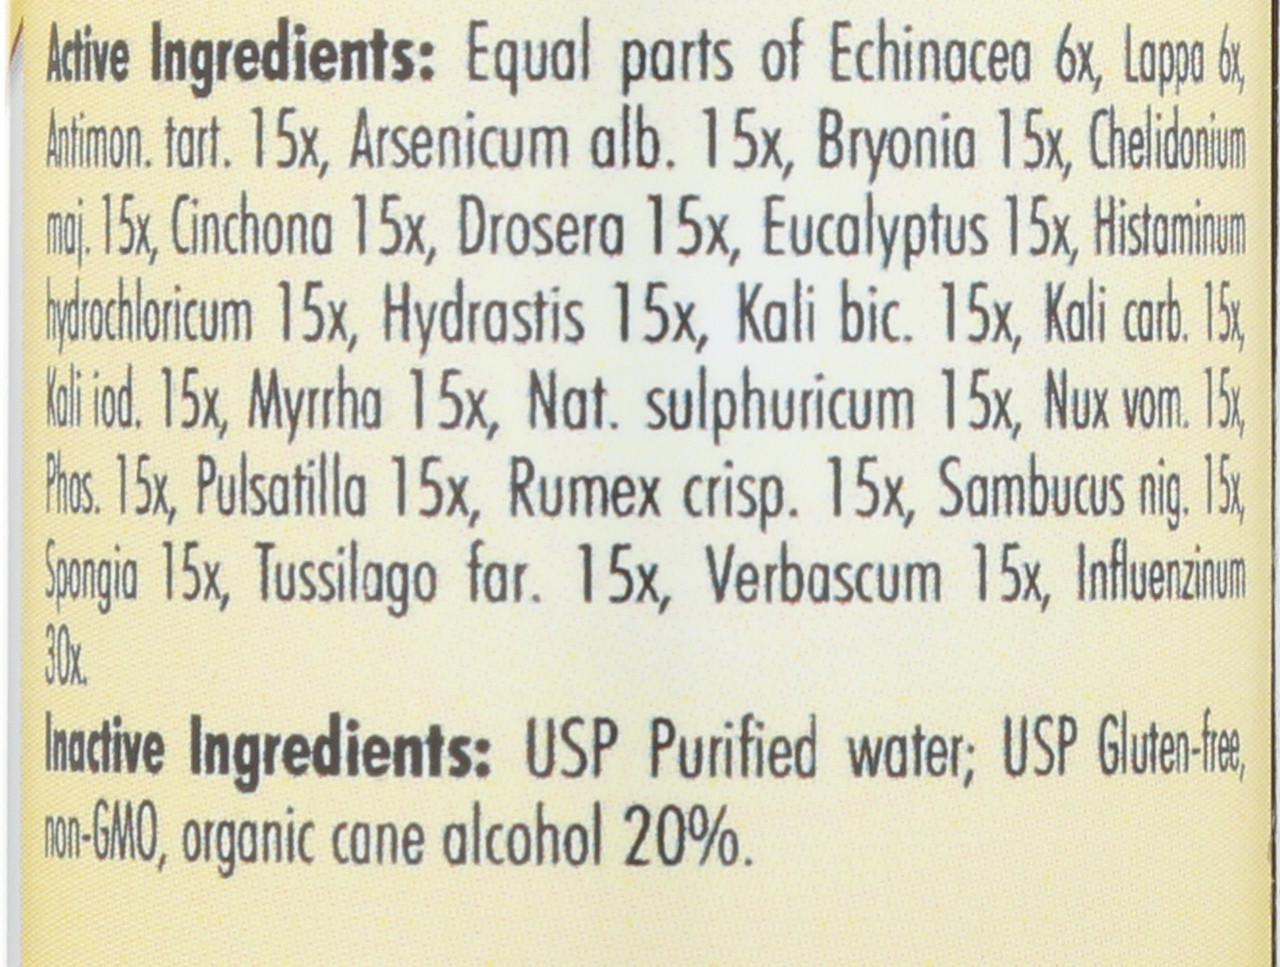 Active Ingredients: Equal parts of Echinacea 6x, Lappa 6x,
Antimon. tart. 15x, Arsenicum alb. 15x, Bryonia 15x, Chelidonium
maj. 15x, Cinchona 15x, Drosera 15x, Eucalyptus 15x, Histaminum
hydrochloricum 15x, Hydrastis 15x, Kali bic. 15x, Kali carb. 15x,
Kali iod. 15x, Myrrha 15x, Nat. sulphuricum 15x, Nux vom. 15x,
Phos. 15x, Pulsatilla 15x, Rumex crisp. 15x, Sambucus nig. 15x,
Spongia 15x, Tussilago far. 15x, Verbascum 15x, Influenzinum
30x.
Inactive Ingredients: USP Purified water; USP Gluten-free,
non-GMO, organic cane alcohol 20%.